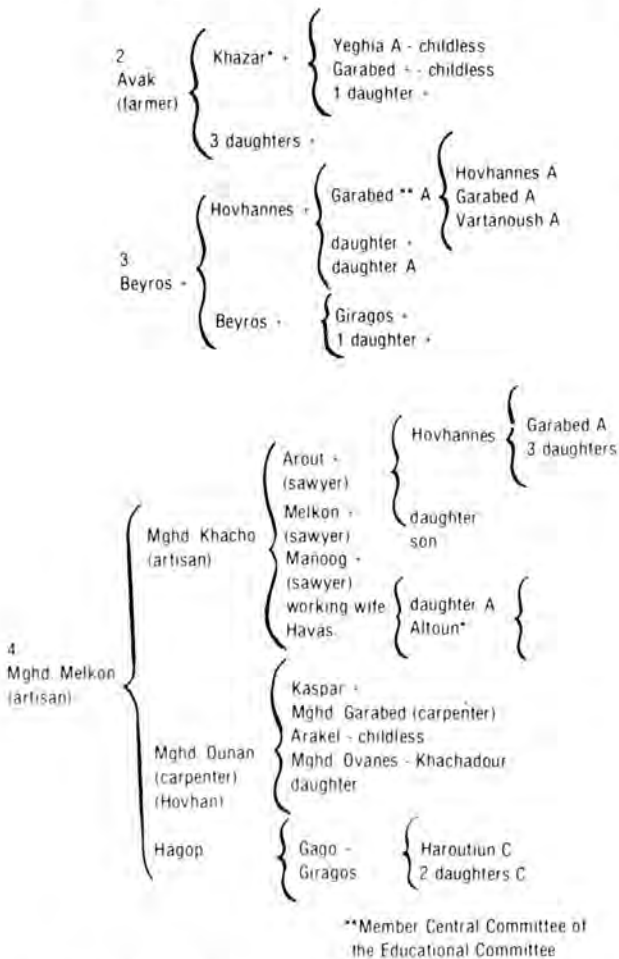 2
Avak
(farmer)
Khazar* +
Yeghia A - childless
Garabed + - childless
1 daughter +
3 daughters +
3
Beyros +
Hovhannes +
Garabed ** A
Hovhannes A
Garabed A
Vartanoush A
daughter +
daughter A
Beyros +
Giragos +
1 daughter +
4
Mghd. Melkon
(artisan)
Mghd Khacho
(artisan)
Arout +
(sawyer)
Hovhannes
Garabed A
3 daughters
daughter
son
Melkon +
(sawyer)
Manoog +
(sawyer)
working wife
Havas
daughter A
Altoun*
Mghd Ounan
(carpenter)
(Hovhan)
Kaspar +
Mghd Garabed (carpenter)
Arakel - childless
Mghd Ovanes - Khachadour
daughter
Hagop
Gago -
Giragos
Haroutiun C
2 daughters C
**Member Central Committee of
the Educational Committee